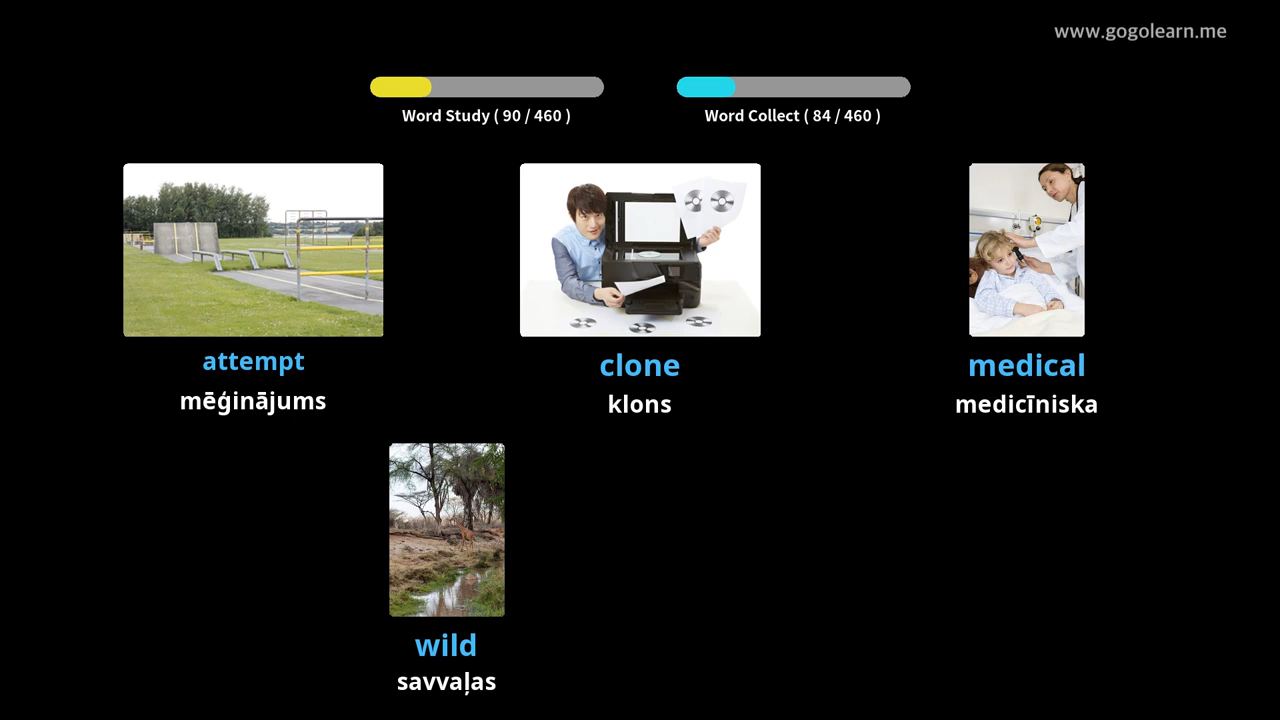 www.gogolearn.me
Word Study ( 90 / 460 )
Word Collect ( 84 / 460 )
attempt
mēģinājums
clone
klons
medical
medicīniska
wild
savvaļas